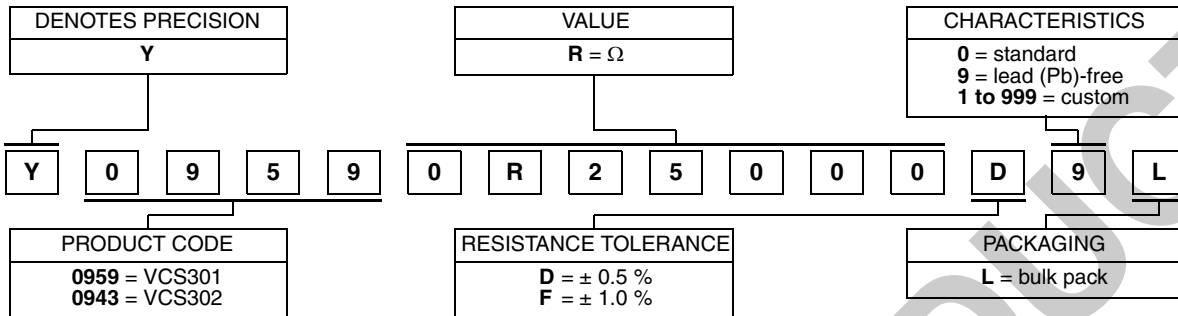 DENOTES PRECISION
Y
VALUE
R = Ω
CHARACTERISTICS
0 = standard
9 = lead (Pb)-free
1 to 999 = custom
Y 0 9 5 9 0 R 2 5 0 0 0 D 9 L
PRODUCT CODE
0959 = VCS301
0943 = VCS302
RESISTANCE TOLERANCE
D = ± 0.5 %
F = ± 1.0 %
PACKAGING
L = bulk pack